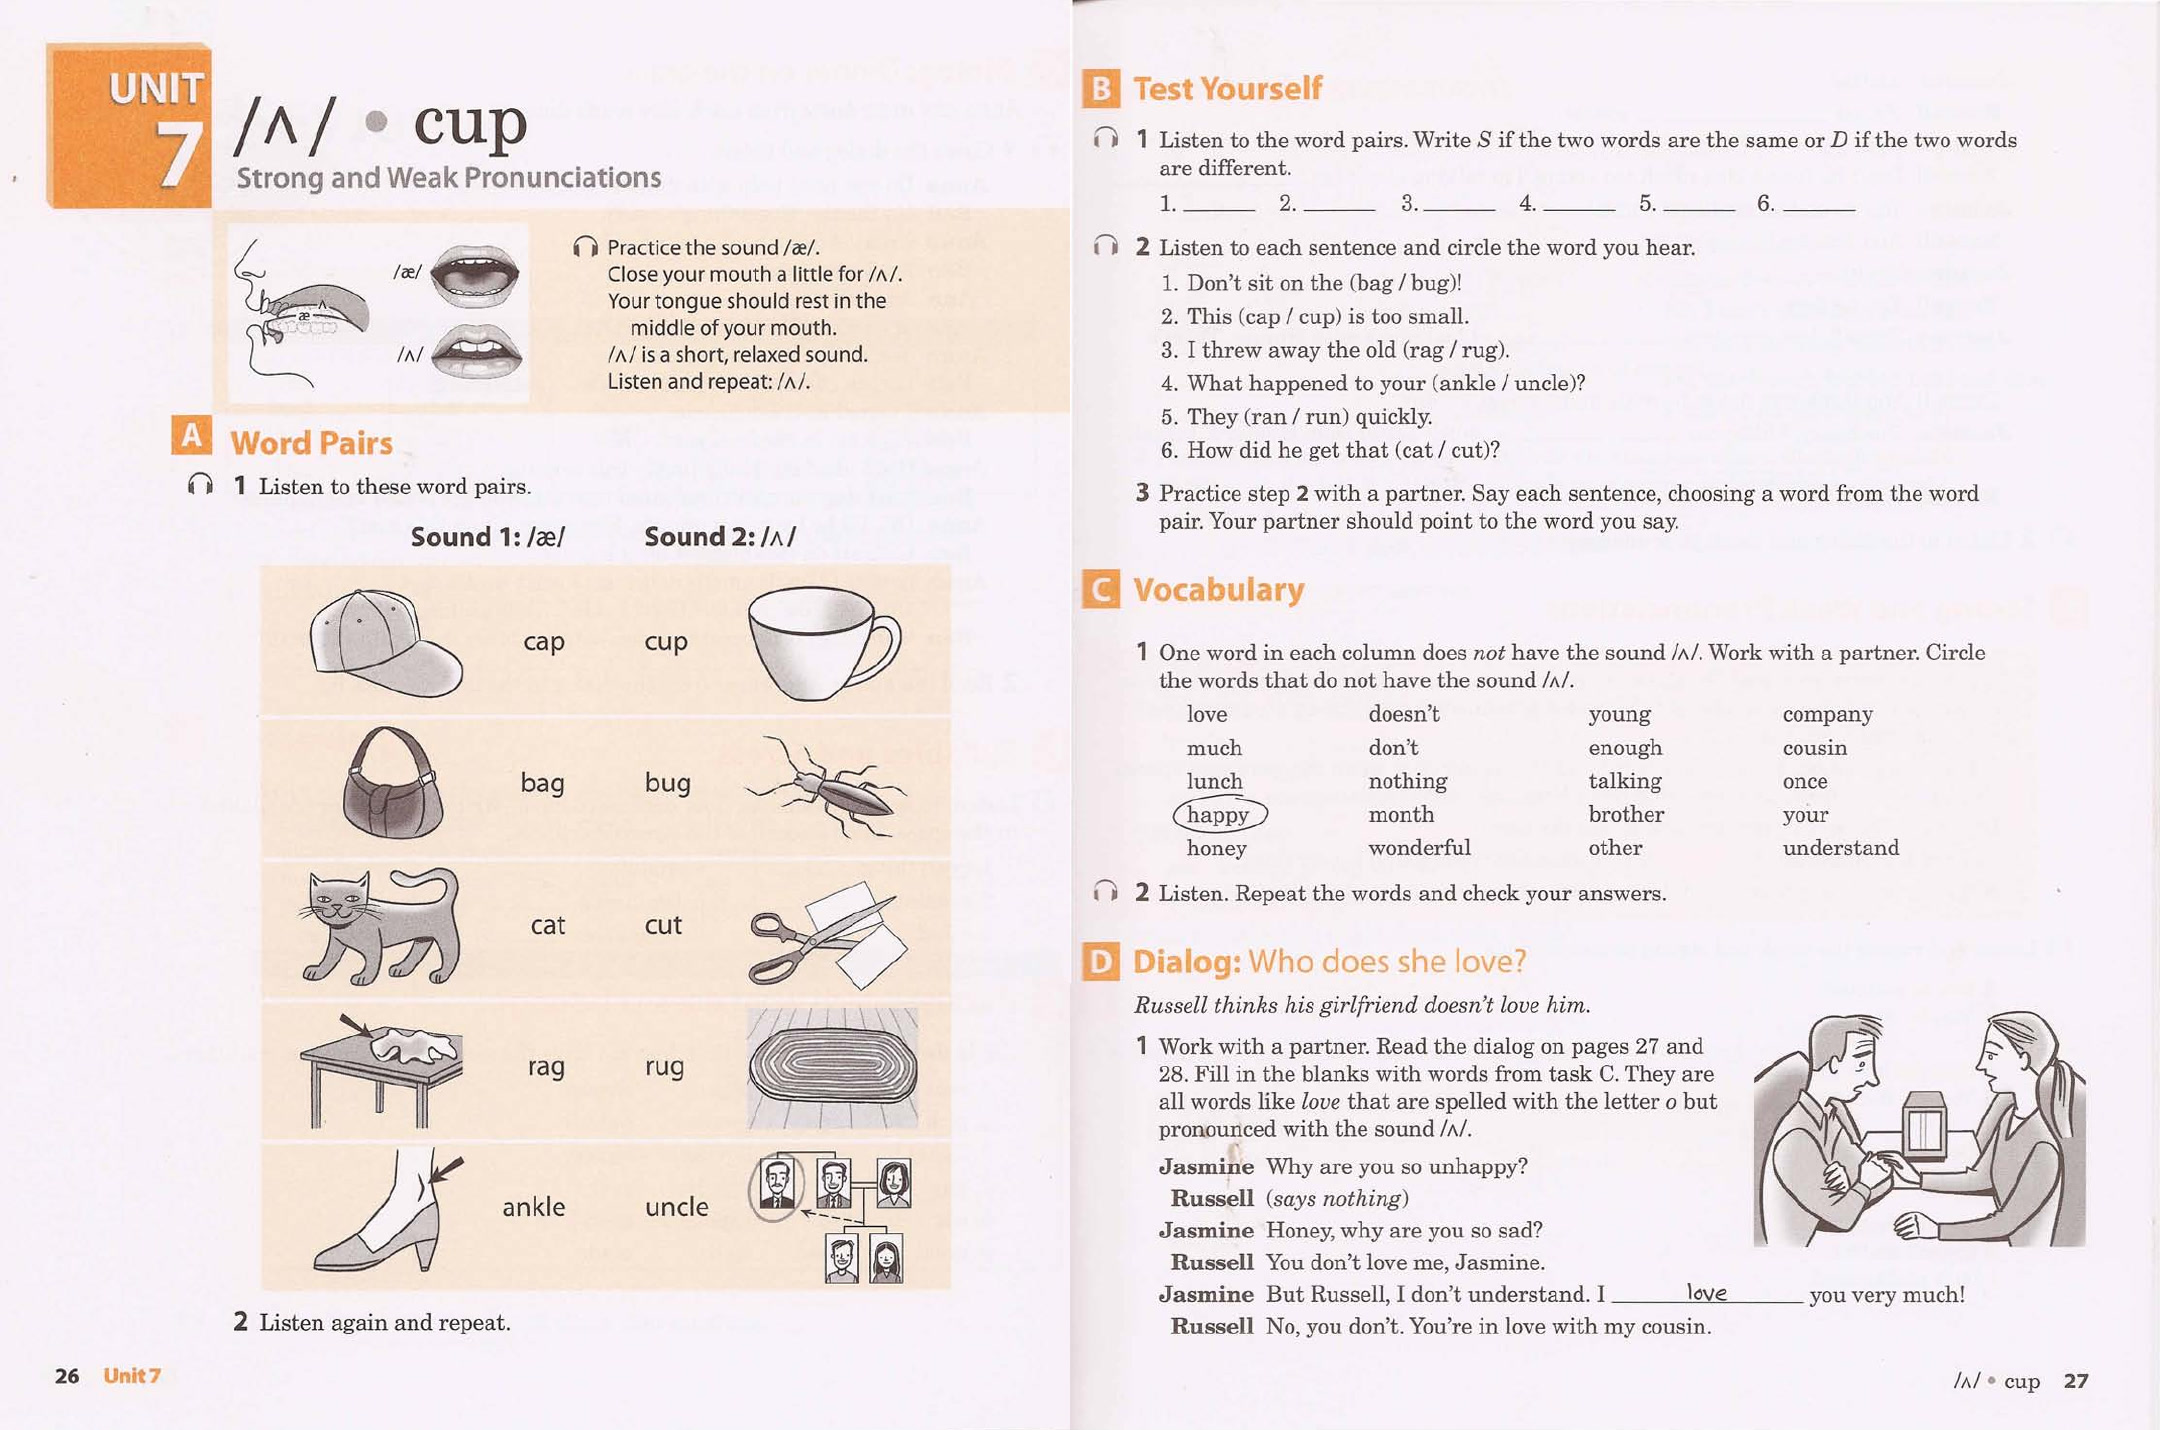 UNIT
7
/ʌ/ • cup
Strong and Weak Pronunciations
/æ/
/ʌ/
ʌ
æ
Practice the sound /æ/.
Close your mouth a little for /ʌ/.
Your tongue should rest in the
middle of your mouth.
/ʌ/ is a short, relaxed sound.
Listen and repeat: /ʌ/.
A Word Pairs
1 Listen to these word pairs.
Sound 1: /æ/ Sound 2: /ʌ/
cap cup
bag bug
cat cut
rag rug
ankle uncle
2 Listen again and repeat.
26 Unit 7
B Test Yourself
1 Listen to the word pairs. Write S if the two words are the same or D if the two words
are different.
1. ______ 2. ______ 3. ______ 4. ______ 5. ______ 6. ______
2 Listen to each sentence and circle the word you hear.
1. Don't sit on the (bag / bug)!
2. This (cap / cup) is too small.
3. I threw away the old (rag / rug).
4. What happened to your (ankle / uncle)?
5. They (ran / run) quickly.
6. How did he get that (cat / cut)?
3 Practice step 2 with a partner. Say each sentence, choosing a word from the word
pair. Your partner should point to the word you say.
C Vocabulary
1 One word in each column does not have the sound /ʌ/. Work with a partner. Circle
the words that do not have the sound /ʌ/.
love doesn't young company
much don't enough cousin
lunch nothing talking once
happy month brother your
honey wonderful other understand
2 Listen. Repeat the words and check your answers.
D Dialog: Who does she love?
Russell thinks his girlfriend doesn't love him.
1 Work with a partner. Read the dialog on pages 27 and
28. Fill in the blanks with words from task C. They are
all words like love that are spelled with the letter o but
pronounced with the sound /ʌ/.
Jasmine Why are you so unhappy?
Russell (says nothing)
Jasmine Honey, why are you so sad?
Russell You don't love me, Jasmine.
Jasmine But Russell, I don't understand. I ______ love ______ you very much!
Russell No, you don't. You're in love with my cousin.
/ʌ/ • cup 27